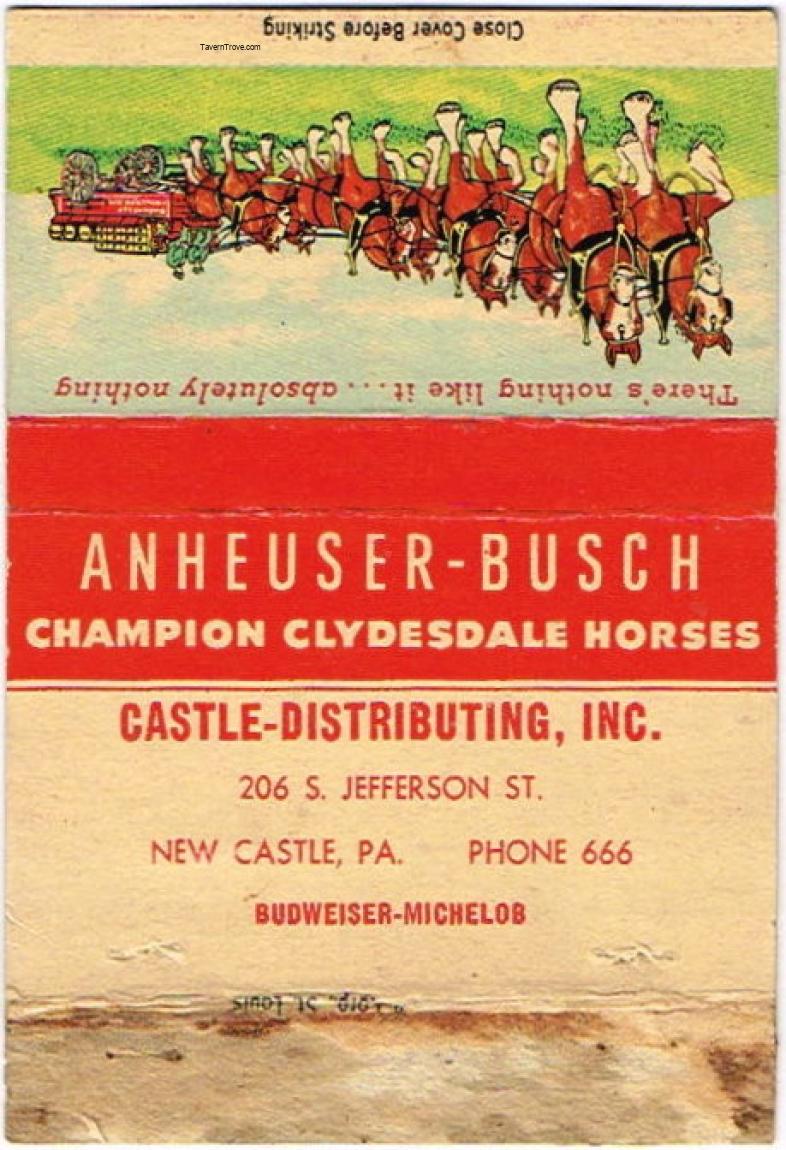 Close Cover Before Striking
TavernTrove.com
There's nothing like it....absolutely nothing
ANHEUSER-BUSCH
CHAMPION CLYDESDALE HORSES
CASTLE-DISTRIBUTING, INC.
206 S. JEFFERSON ST.
NEW CASTLE, PA. PHONE 666
BUDWEISER-MICHELOB
Corp. St. Louis